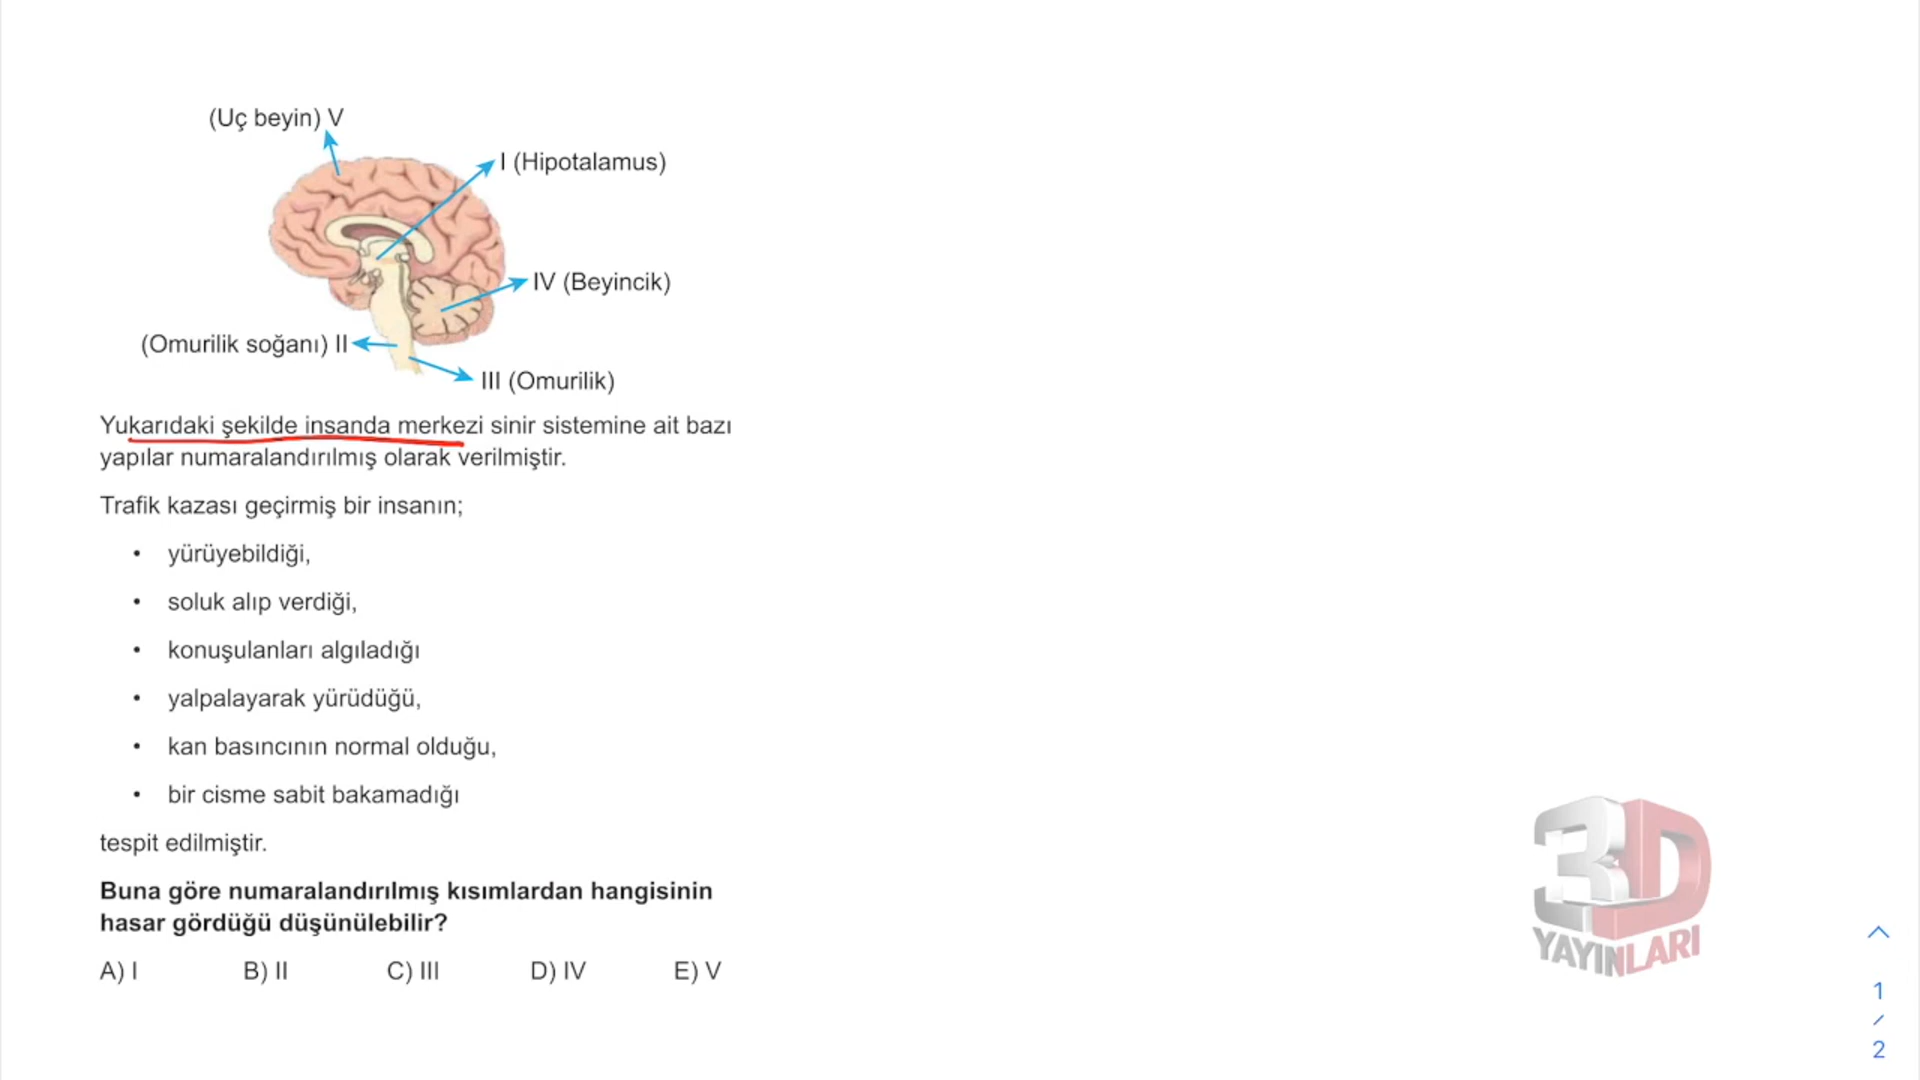 (Uç beyin) V
I (Hipotalamus)
IV (Beyincik)
(Omurilik soğanı) II
III (Omurilik)
Yukarıdaki şekilde insanda merkezi sinir sistemine ait bazı
yapılar numaralandırılmış olarak verilmiştir.
Trafik kazası geçirmiş bir insanın;
• yürüyebildiği,
• soluk alıp verdiği,
• konuşulanları algıladığı
• yalpalayarak yürüdüğü,
• kan basıncının normal olduğu,
• bir cisme sabit bakamadığı
tespit edilmiştir.
Buna göre numaralandırılmış kısımlardan hangisinin
hasar gördüğü düşünülebilir?
A) I B) II C) III D) IV E) V
3D
YAYINLARI
1
/
2